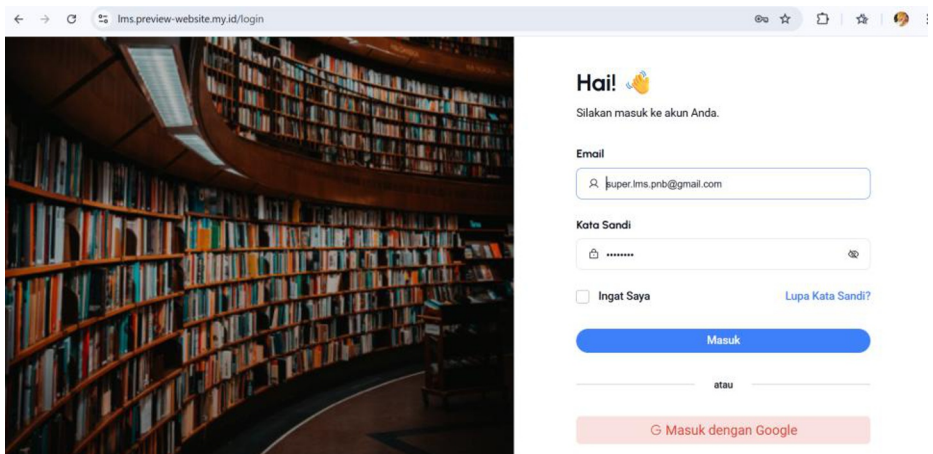 lms.preview-website.my.id/login
Hai! 👋
Silakan masuk ke akun Anda.
Email
super.lms.pnb@gmail.com
Kata Sandi
••••••••
Ingat Saya
Lupa Kata Sandi?
Masuk
atau
G Masuk dengan Google